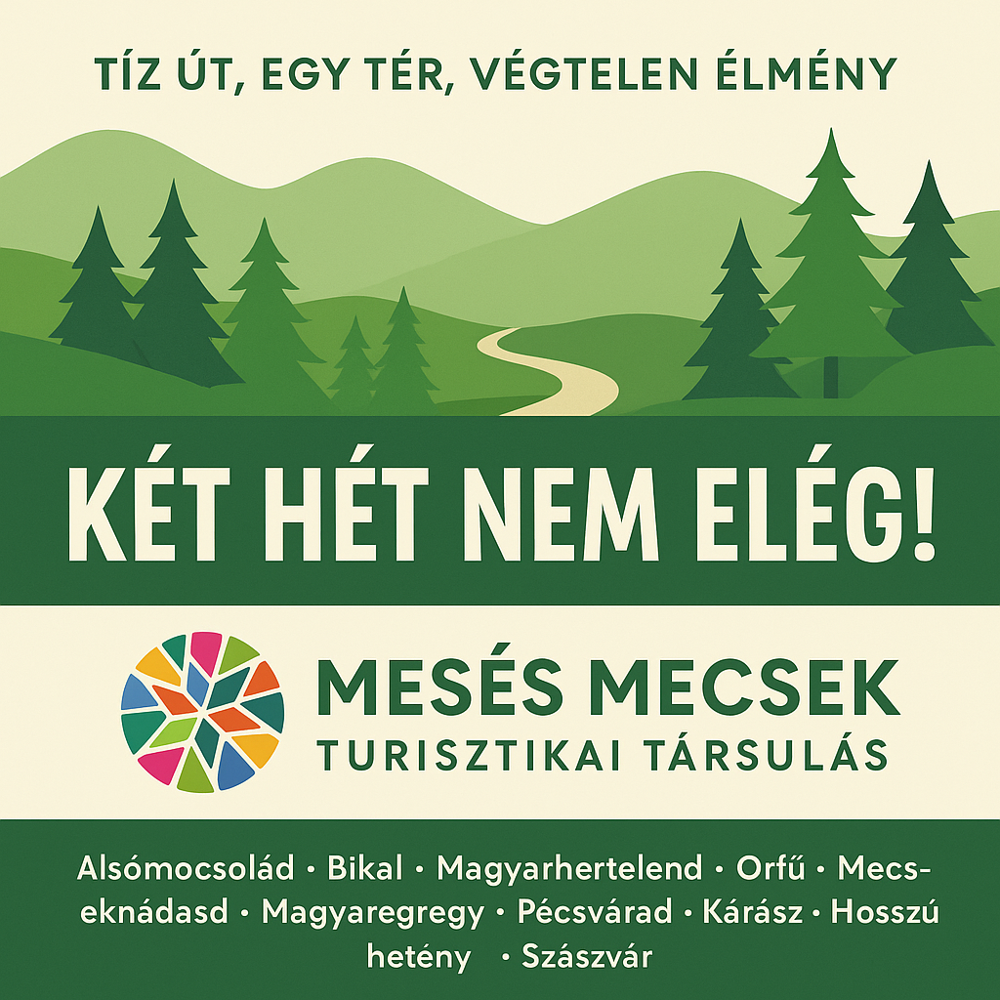 TÍZ ÚT, EGY TÉR, VÉGTELEN ÉLMÉNY
KÉT HÉT NEM ELÉG!
MESÉS MECSEK
TURISZTIKAI TÁRSULÁS
Alsómocsolád • Bikal • Magyarhertelend • Orfű • Mecs-
eknádasd • Magyaregregy • Pécsvárad • Kárász • Hosszú
hetény • Szászvár